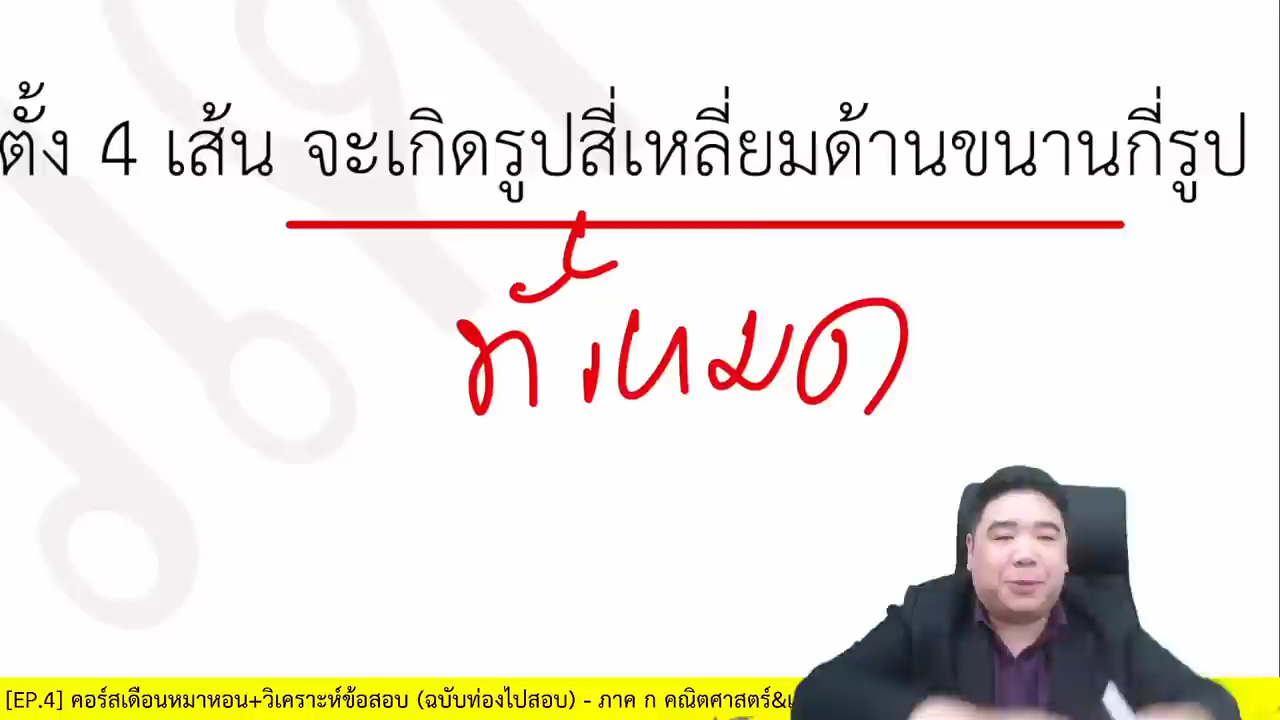 ตั้ง 4 เส้น จะเกิดรูปสี่เหลี่ยมด้านขนานกี่รูป
ทั้งหมด
[EP.4] คอร์สเดือนหมาหอน+วิเคราะห์ข้อสอบ (ฉบับท่องไปสอบ) - ภาค ก คณิตศาสตร์&